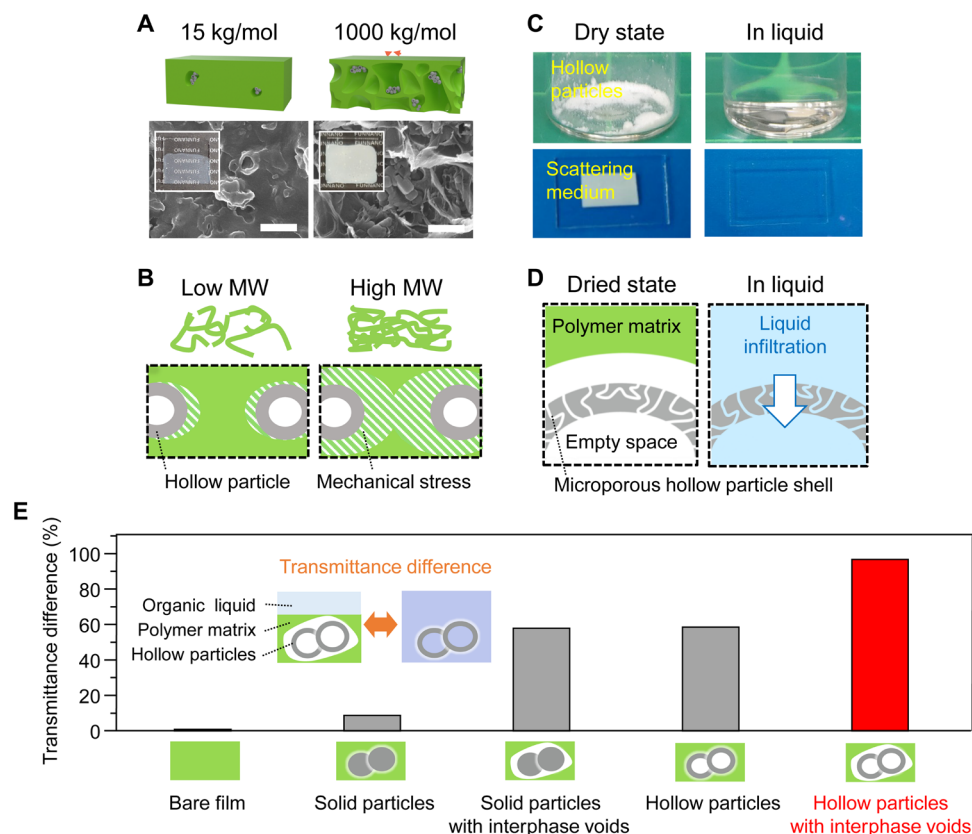 A
15 kg/mol
1000 kg/mol
FUNNANO
FUNNANO
B
Low MW
High MW
Hollow particle
Mechanical stress
C
Dry state
In liquid
Hollow
particles
Scattering
medium
D
Dried state
In liquid
Polymer matrix
Liquid
infiltration
Empty space
Microporous hollow particle shell
E
Transmittance difference (%)
100
80
60
40
20
0
Transmittance difference
Organic liquid
Polymer matrix
Hollow particles
Bare film
Solid particles
Solid particles
with interphase voids
Hollow particles
Hollow particles
with interphase voids